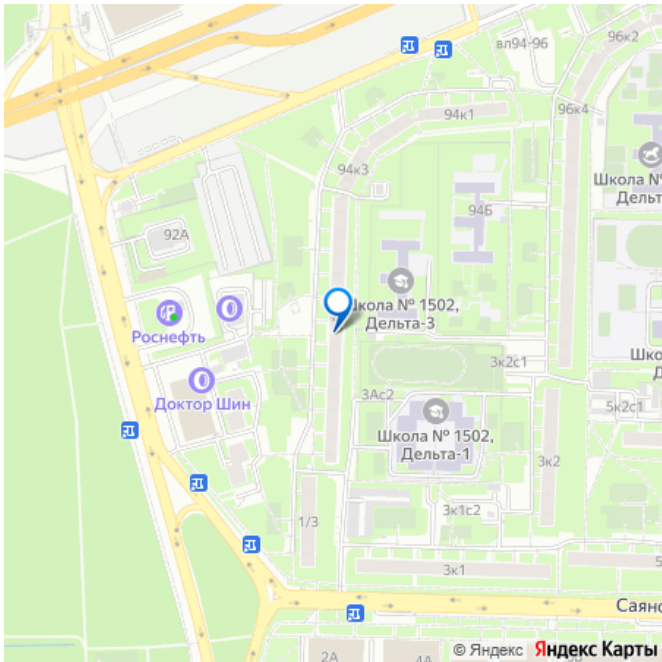 96к2
вл94-96
94к1
96к4
94к3
Школа №
Дельт
94Б
92А
Школа № 1502,
Дельта-3
Роснефть
3к2с1
Шко
Д
Доктор Шин
3Ас2
5к2с1
Школа № 1502,
Дельта-1
3к2
1/3
3к1с2
3к1
5
Саянс
2А
4А
© Яндекс Яндекс Карты